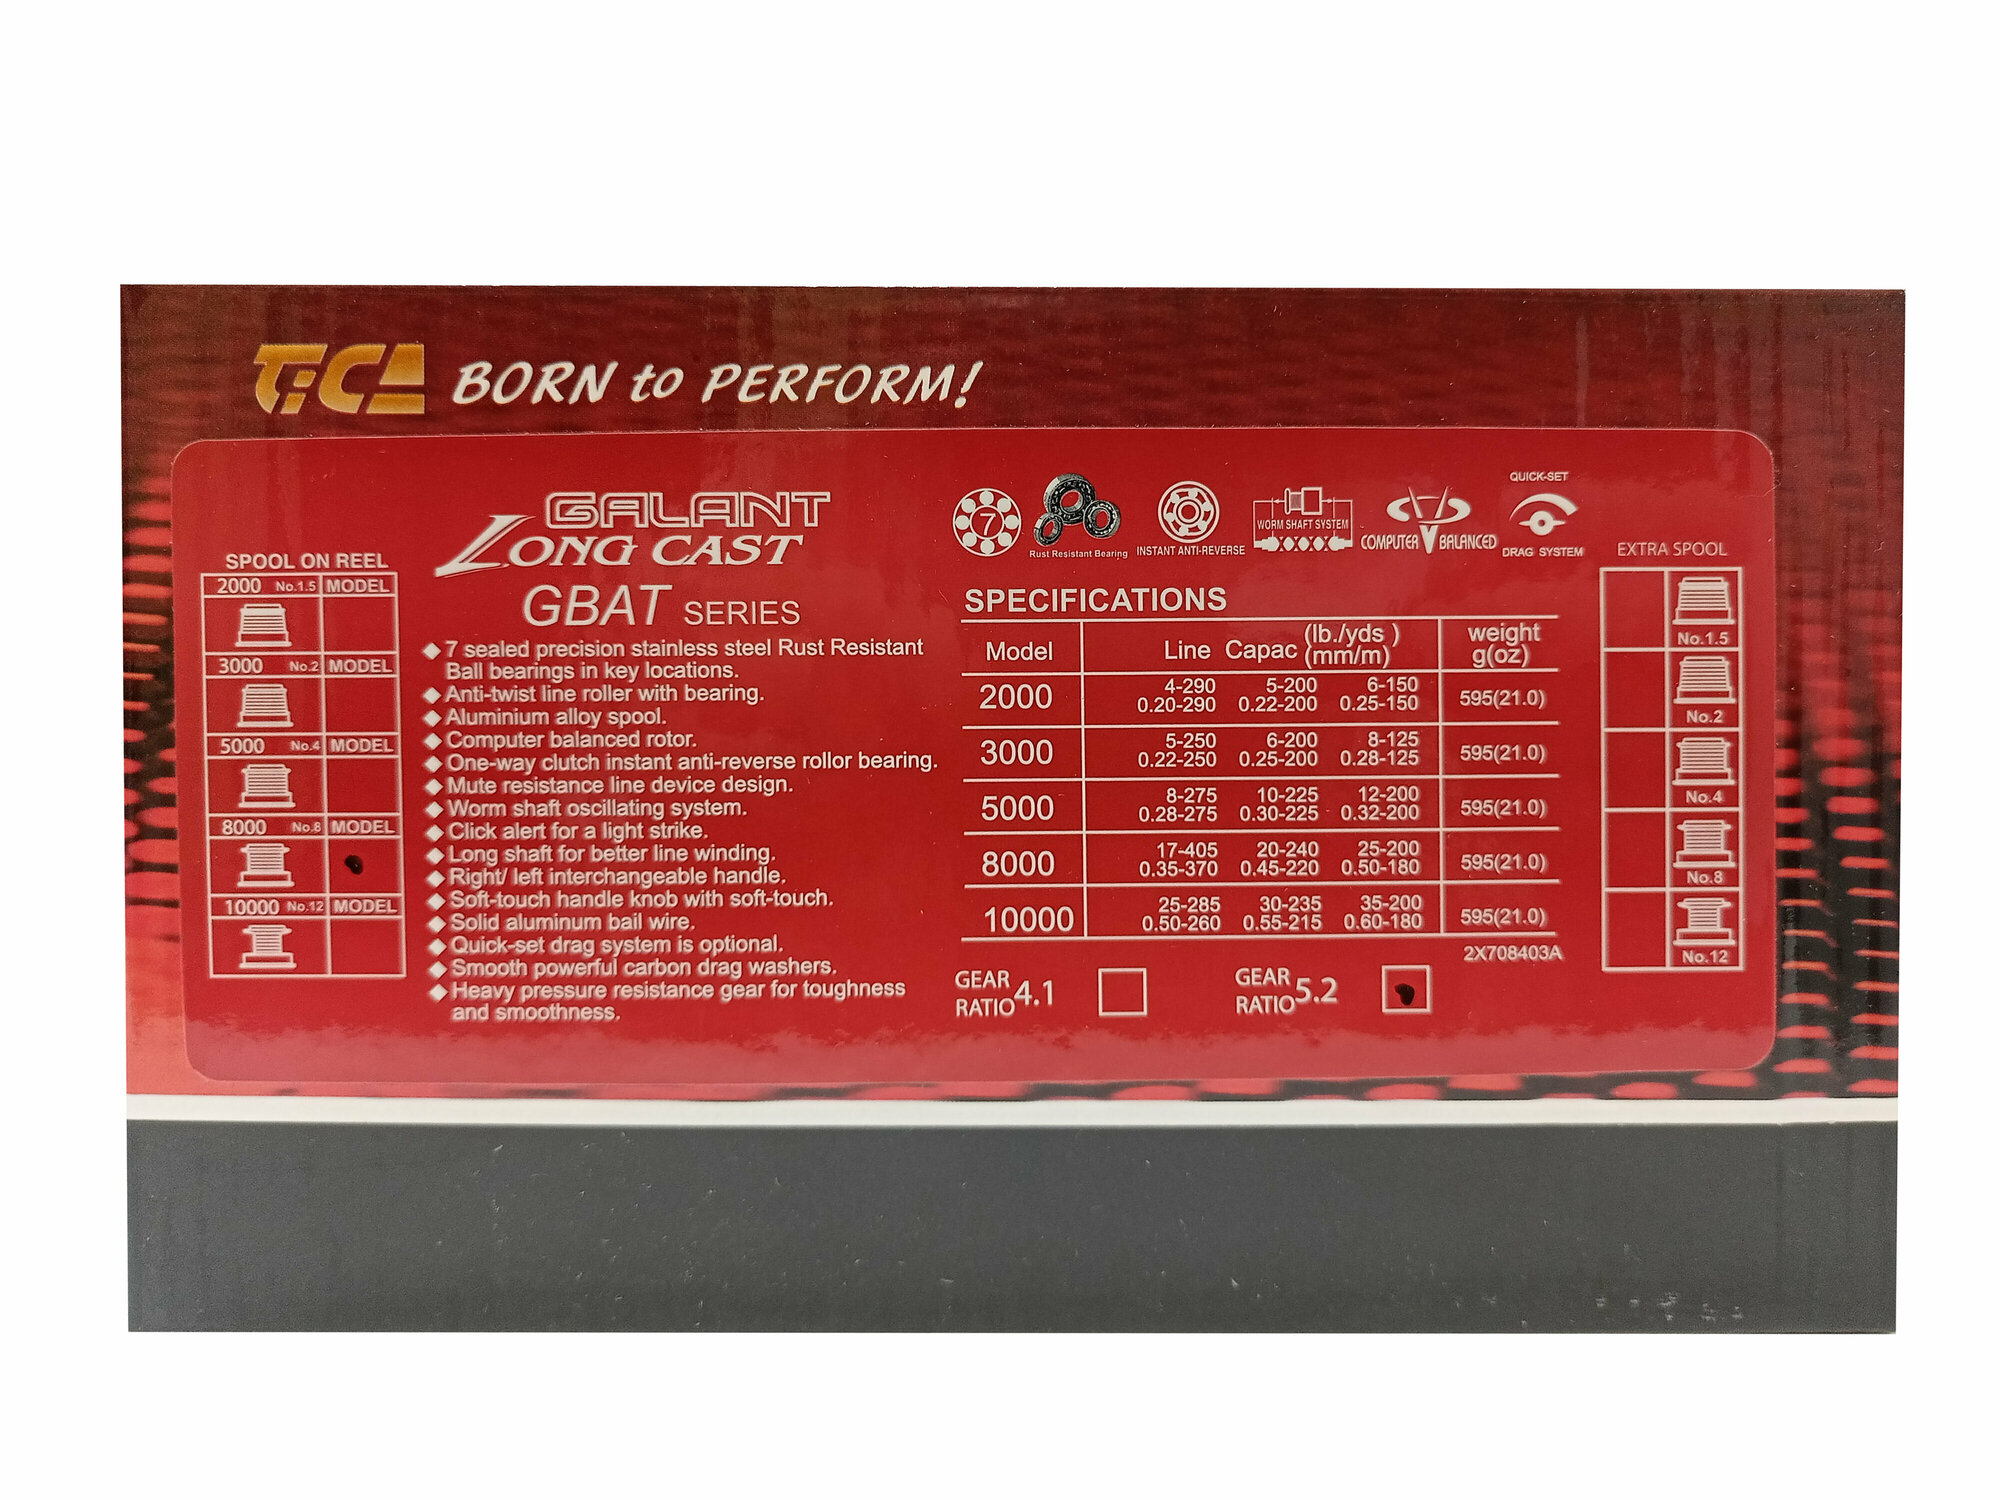 TiCA BORN to PERFORM!
GALANT
LONG CAST
GBAT SERIES
SPOOL ON REEL
2000 No.1.5 MODEL
3000 No.2 MODEL
5000 No.4 MODEL
8000 No.8 MODEL
10000 No.12 MODEL
◆ 7 sealed precision stainless steel Rust Resistant
Ball bearings in key locations.
◆ Anti-twist line roller with bearing.
◆ Aluminium alloy spool.
◆ Computer balanced rotor.
◆ One-way clutch instant anti-reverse rollor bearing.
◆ Mute resistance line device design.
◆ Worm shaft oscillating system.
◆ Click alert for a light strike.
◆ Long shaft for better line winding.
◆ Right/ left interchangeable handle.
◆ Soft-touch handle knob with soft-touch.
◆ Solid aluminum bail wire.
◆ Quick-set drag system is optional.
◆ Smooth powerful carbon drag washers.
◆ Heavy pressure resistance gear for toughness
and smoothness.
7
Rust Resistant Bearing
INSTANT ANTI-REVERSE
WORM SHAFT SYSTEM
COMPUTER BALANCED
QUICK-SET
DRAG SYSTEM
SPECIFICATIONS
Model Line Capac (lb./yds ) weight
(mm/m) g(oz)
2000 4-290 5-200 6-150 595(21.0)
0.20-290 0.22-200 0.25-150
3000 5-250 6-200 8-125 595(21.0)
0.22-250 0.25-200 0.28-125
5000 8-275 10-225 12-200 595(21.0)
0.28-275 0.30-225 0.32-200
8000 17-405 20-240 25-200 595(21.0)
0.35-370 0.45-220 0.50-180
10000 25-285 30-235 35-200 595(21.0)
0.50-260 0.55-215 0.60-180
2X708403A
GEAR RATIO 4.1
GEAR RATIO 5.2
EXTRA SPOOL
No.1.5
No.2
No.4
No.8
No.12